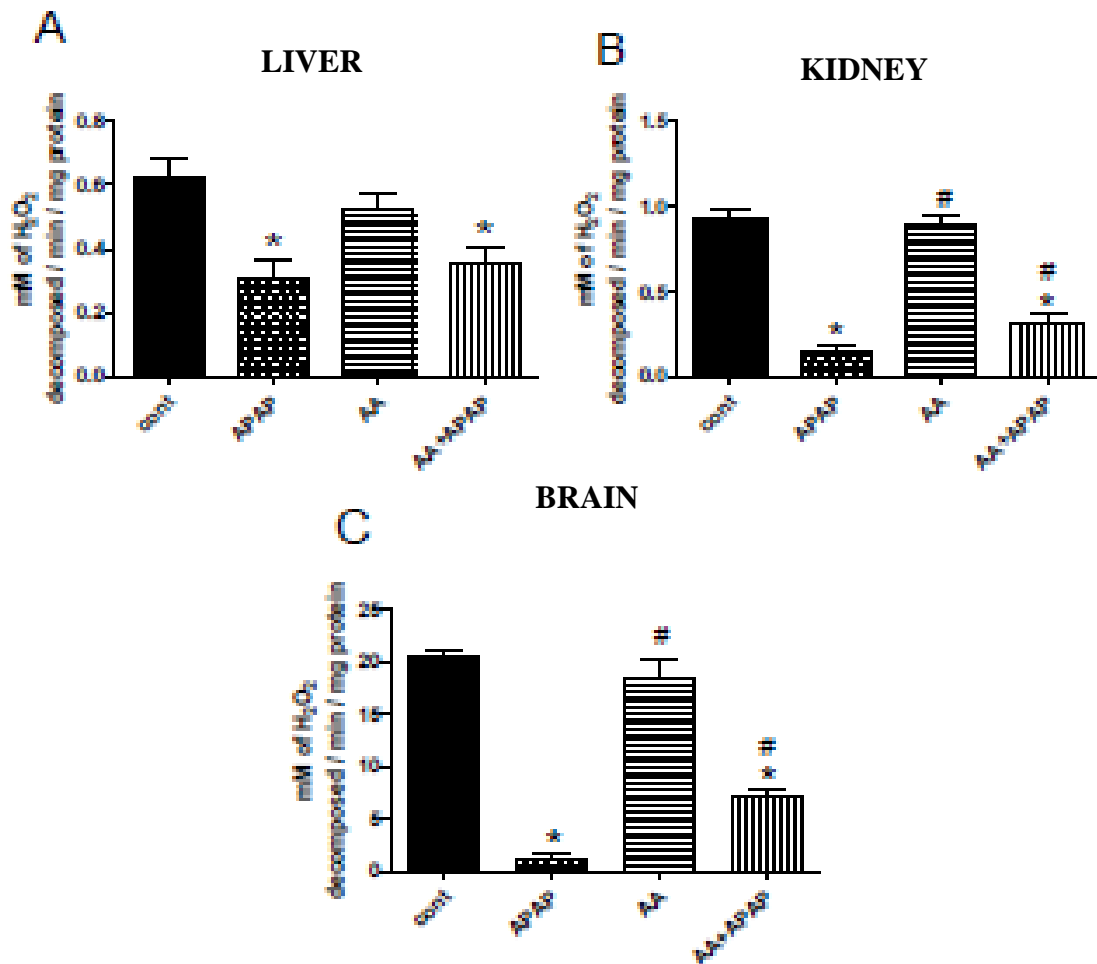 A
LIVER
mM of H₂O₂
decomposed / min / mg protein
0.8
0.6
0.4
0.2
0.0
*
*
cont
APAP
AA
AA+APAP
B
KIDNEY
mM of H₂O₂
decomposed / min / mg protein
1.5
1.0
0.5
0.0
*
#
#
*
cont
APAP
AA
AA+APAP
BRAIN
C
mM of H₂O₂
decomposed / min / mg protein
25
20
15
10
5
0
*
#
#
*
cont
APAP
AA
AA+APAP